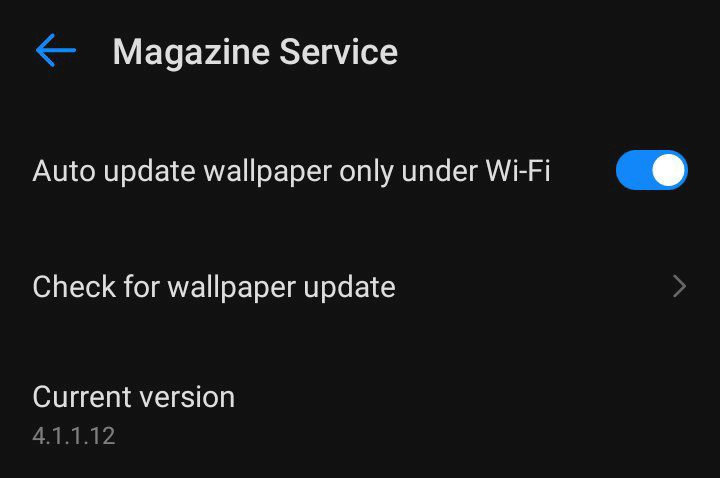 Magazine Service
Auto update wallpaper only under Wi-Fi
Check for wallpaper update
Current version
4.1.1.12